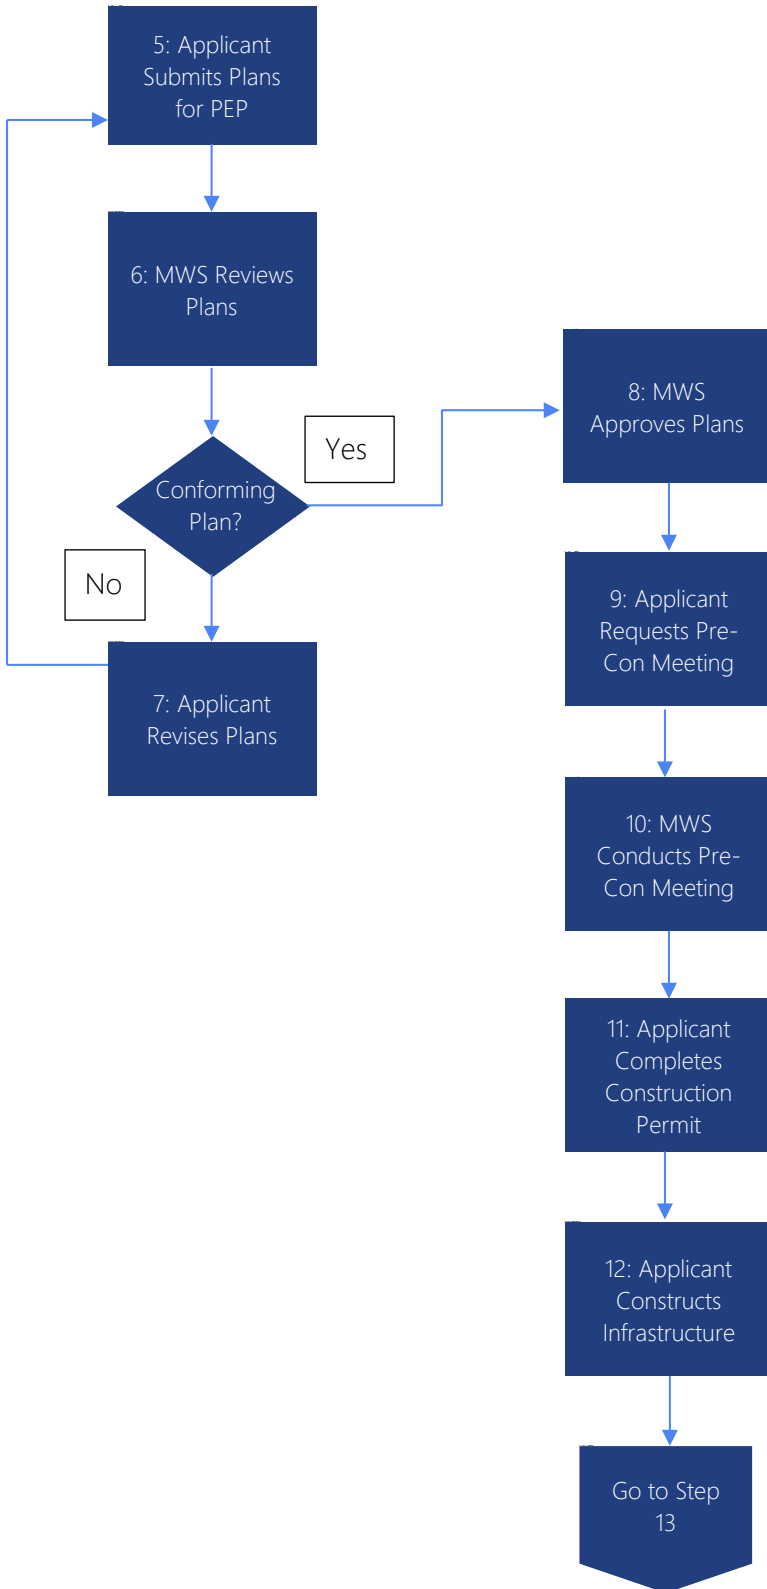 5: Applicant
Submits Plans
for PEP
6: MWS Reviews
Plans
Conforming
Plan?
Yes
No
7: Applicant
Revises Plans
8: MWS
Approves Plans
9: Applicant
Requests Pre-
Con Meeting
10: MWS
Conducts Pre-
Con Meeting
11: Applicant
Completes
Construction
Permit
12: Applicant
Constructs
Infrastructure
Go to Step
13